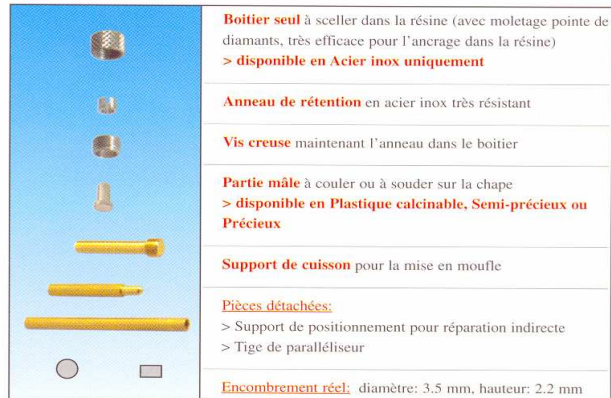 Boitier seul à sceller dans la résine (avec moletage pointe de
diamants, très efficace pour l'ancrage dans la résine)
> disponible en Acier inox uniquement
Anneau de rétention en acier inox très résistant
Vis creuse maintenant l'anneau dans le boitier
Partie mâle à couler ou à souder sur la chape
> disponible en Plastique calcinable, Semi-précieux ou
Précieux
Support de cuisson pour la mise en moufle
Pièces détachées:
> Support de positionnement pour réparation indirecte
> Tige de paralléliseur
Encombrement réel: diamètre: 3.5 mm, hauteur: 2.2 mm